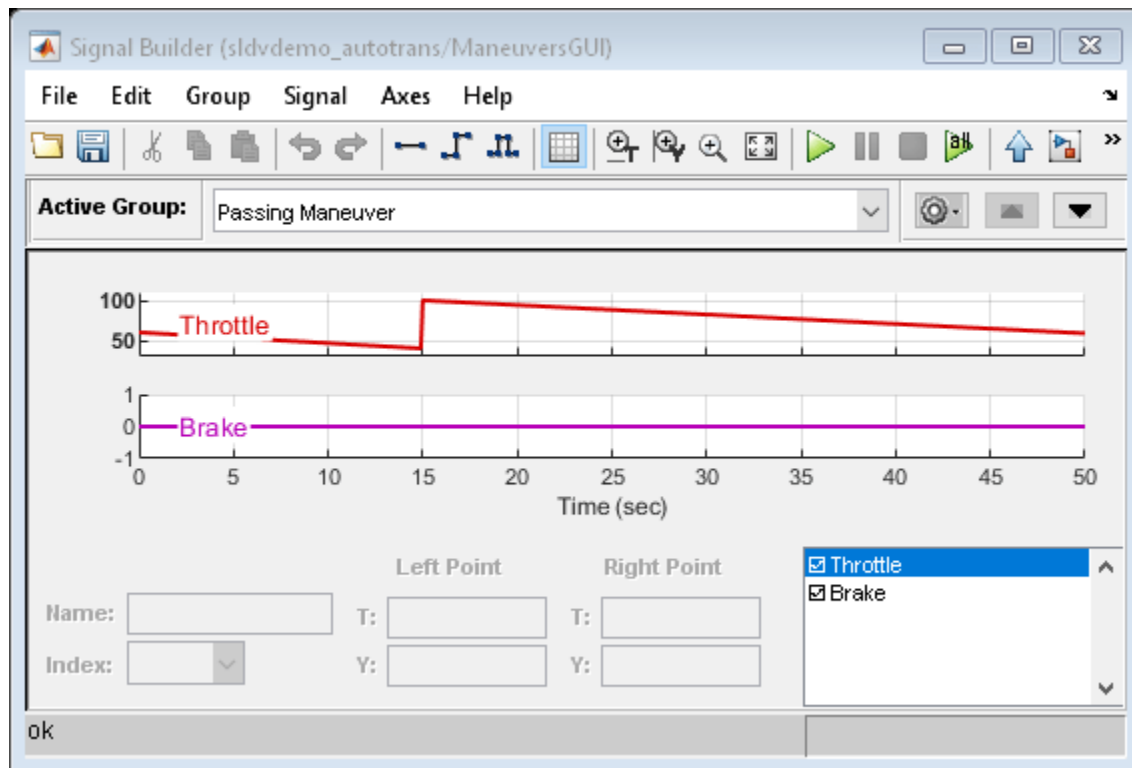 Signal Builder (sldvdemo_autotrans/ManeuversGUI)
File Edit Group Signal Axes Help
Active Group: Passing Maneuver
100
Throttle
50
1
0 Brake
-1
0 5 10 15 20 25 30 35 40 45 50
Time (sec)
Left Point Right Point Throttle
Brake
Name: T: T:
Index: Y: Y:
ok